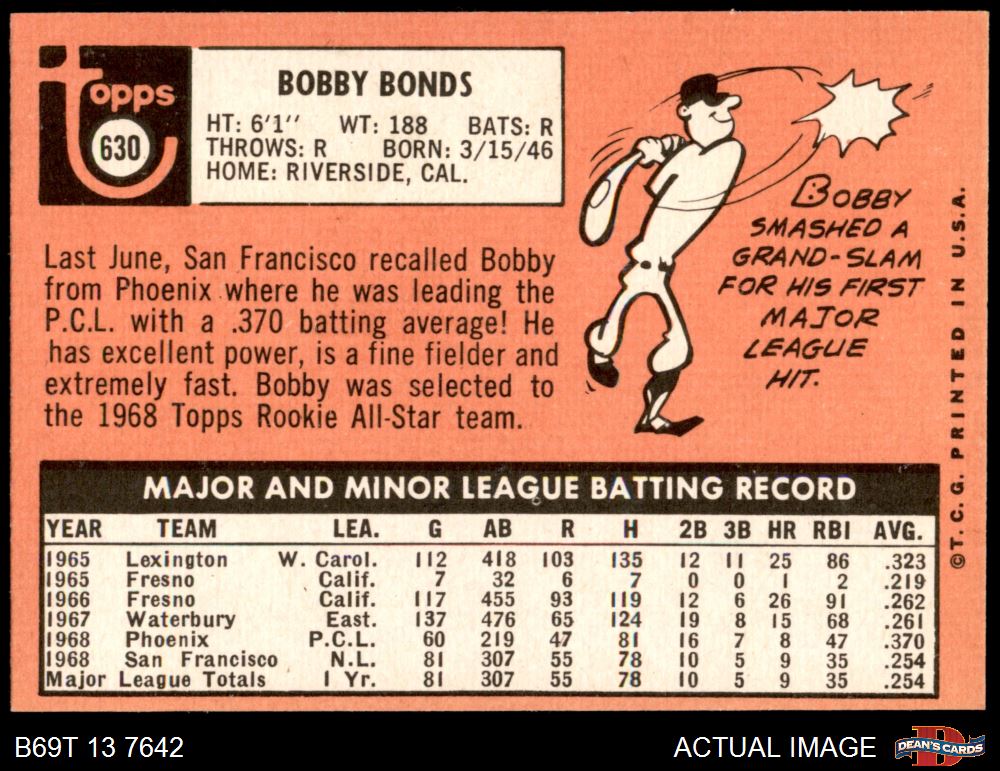 Topps
630
BOBBY BONDS
HT: 6'1" WT: 188 BATS: R
THROWS: R BORN: 3/15/46
HOME: RIVERSIDE, CAL.
Last June, San Francisco recalled Bobby
from Phoenix where he was leading the
P.C.L. with a .370 batting average! He
has excellent power, is a fine fielder and
extremely fast. Bobby was selected to
the 1968 Topps Rookie All-Star team.
BOBBY
SMASHED A
GRAND-SLAM
FOR HIS FIRST
MAJOR
LEAGUE
HIT.
©T.C.G. PRINTED IN U.S.A.
MAJOR AND MINOR LEAGUE BATTING RECORD
YEAR TEAM LEA. G AB R H 2B 3B HR RBI AVG.
1965 Lexington W. Carol. 112 418 103 135 12 11 25 86 .323
1965 Fresno Calif. 7 32 6 7 0 0 1 2 .219
1966 Fresno Calif. 117 455 93 119 12 6 26 91 .262
1967 Waterbury East. 137 476 65 124 19 8 15 68 .261
1968 Phoenix P.C.L. 60 219 47 81 16 7 8 47 .370
1968 San Francisco N.L. 81 307 55 78 10 5 9 35 .254
Major League Totals 1 Yr. 81 307 55 78 10 5 9 35 .254
B69T 13 7642
ACTUAL IMAGE
D
DEAN'S CARDS